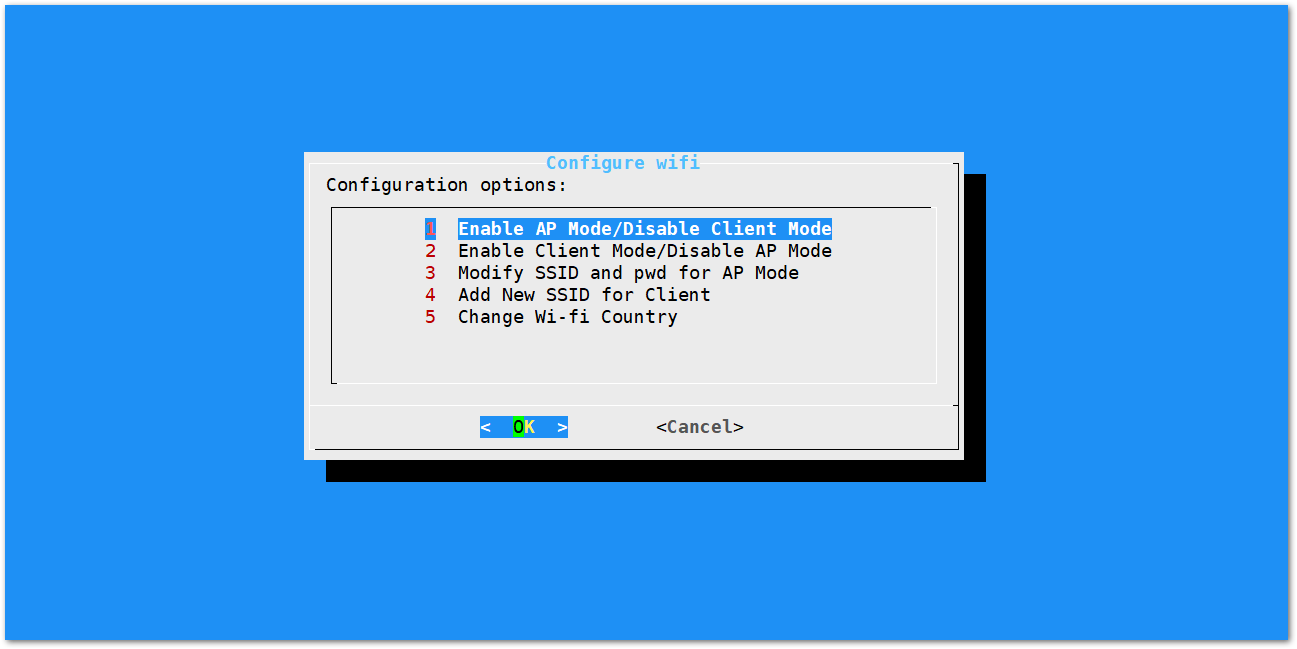 Configure wifi
Configuration options:
1 Enable AP Mode/Disable Client Mode
2 Enable Client Mode/Disable AP Mode
3 Modify SSID and pwd for AP Mode
4 Add New SSID for Client
5 Change Wi-fi Country
< OK > <Cancel>